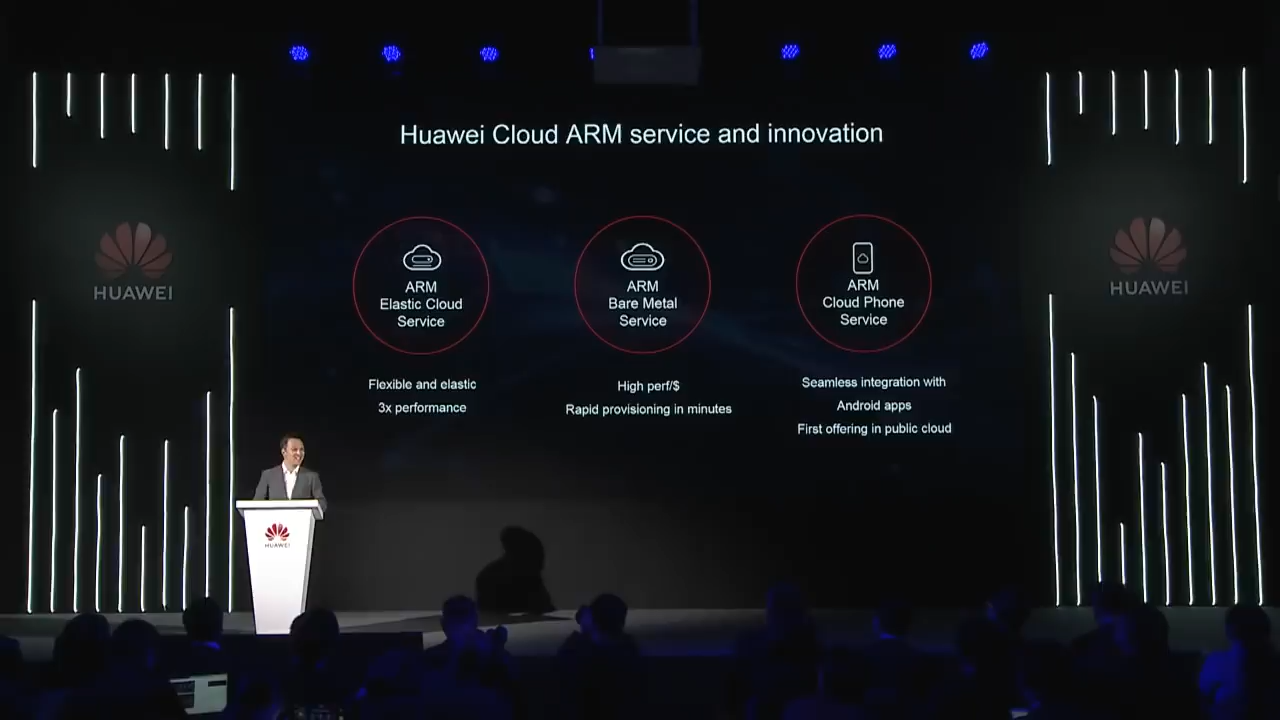 Huawei Cloud ARM service and innovation
HUAWEI
HUAWEI
ARM
Elastic Cloud
Service
ARM
Bare Metal
Service
ARM
Cloud Phone
Service
Flexible and elastic
3x performance
High perf/$
Rapid provisioning in minutes
Seamless integration with
Android apps
First offering in public cloud
HUAWEI